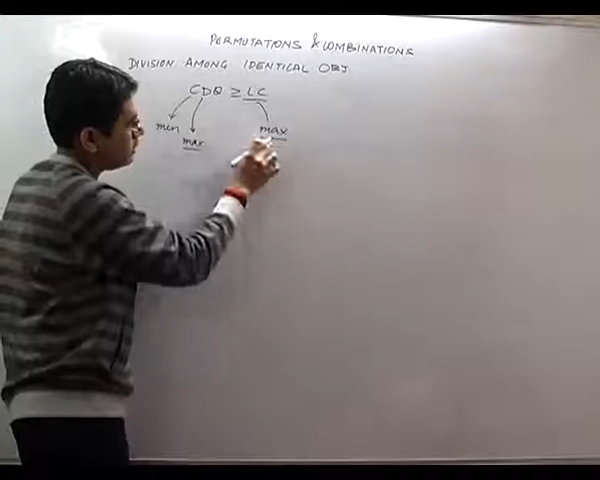 PERMUTATIONS & COMBINATIONS
DIVISION AMONG IDENTICAL OBJ
CDQ ≥ LC
min max max